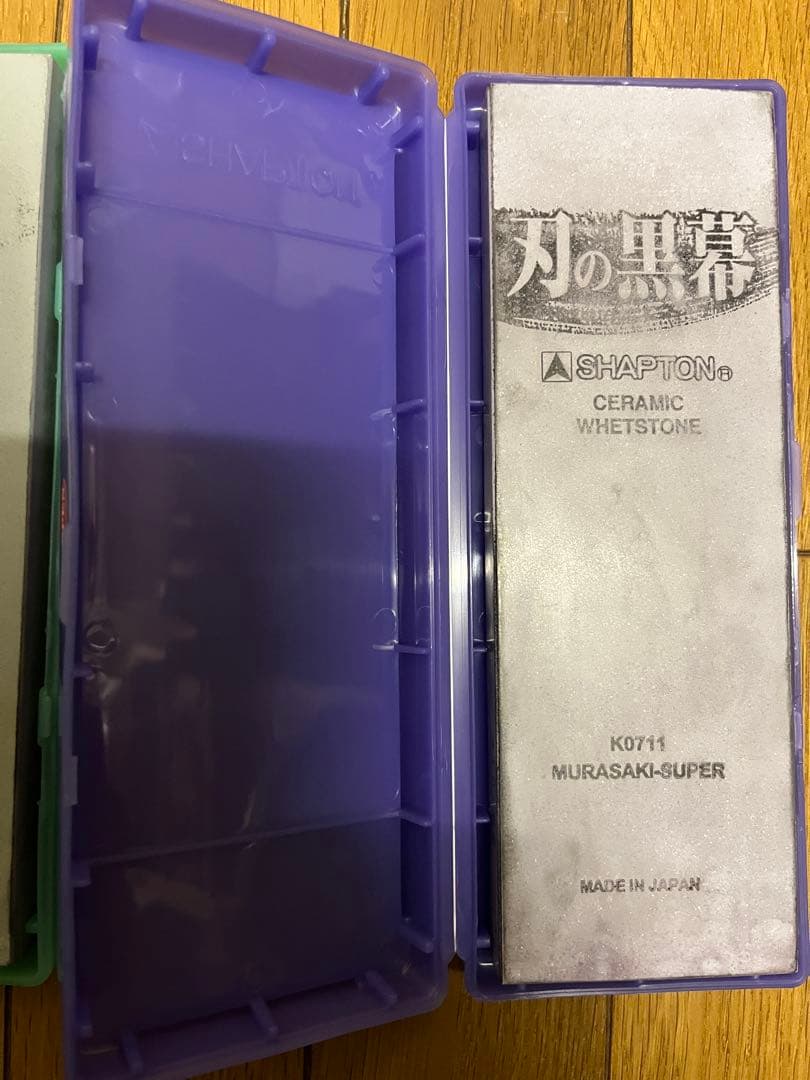 刃の黒幕
SHAPTON®
CERAMIC
WHETSTONE
K0711
MURASAKI-SUPER
MADE IN JAPAN